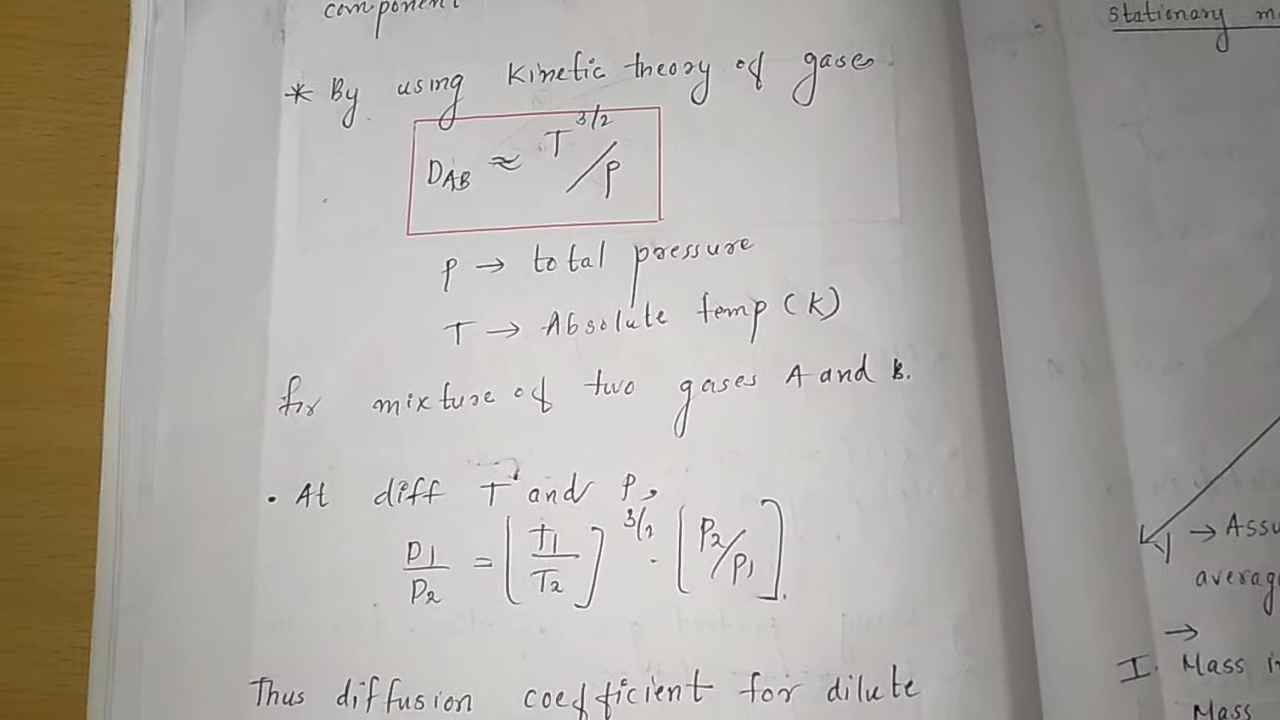 component
* By using Kinetic theory of gases.
D_AB ≈ T^3/2 / P
P → total pressure
T → Absolute temp (K)
for mixture of two gases A and B.
• At diff T and P,
D1/D2 = [T1/T2]^3/2 · [P2/P1].
Thus diffusion coefficient for dilute
stationary m
→ Assu
averag
→
I. Mass i
Mass